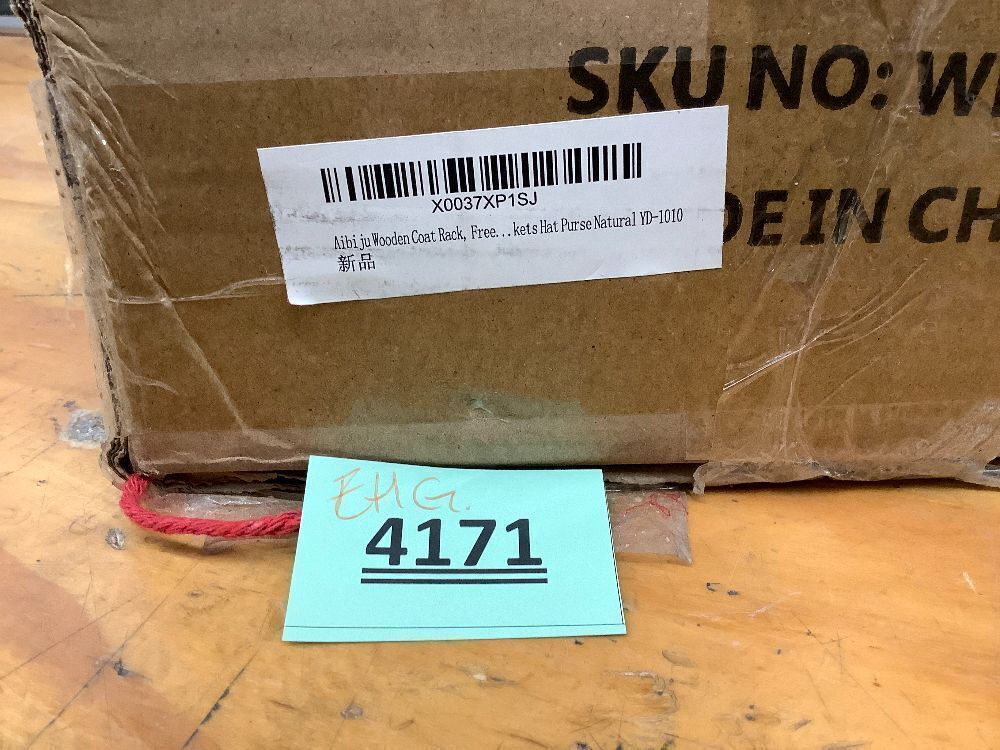 SKU NO:
X0037XP1SJ
Aibiju Wooden Coat Rack, Free...kets Hat Purse Natural YD-1010
新品
DE IN CH
EHG.
4171